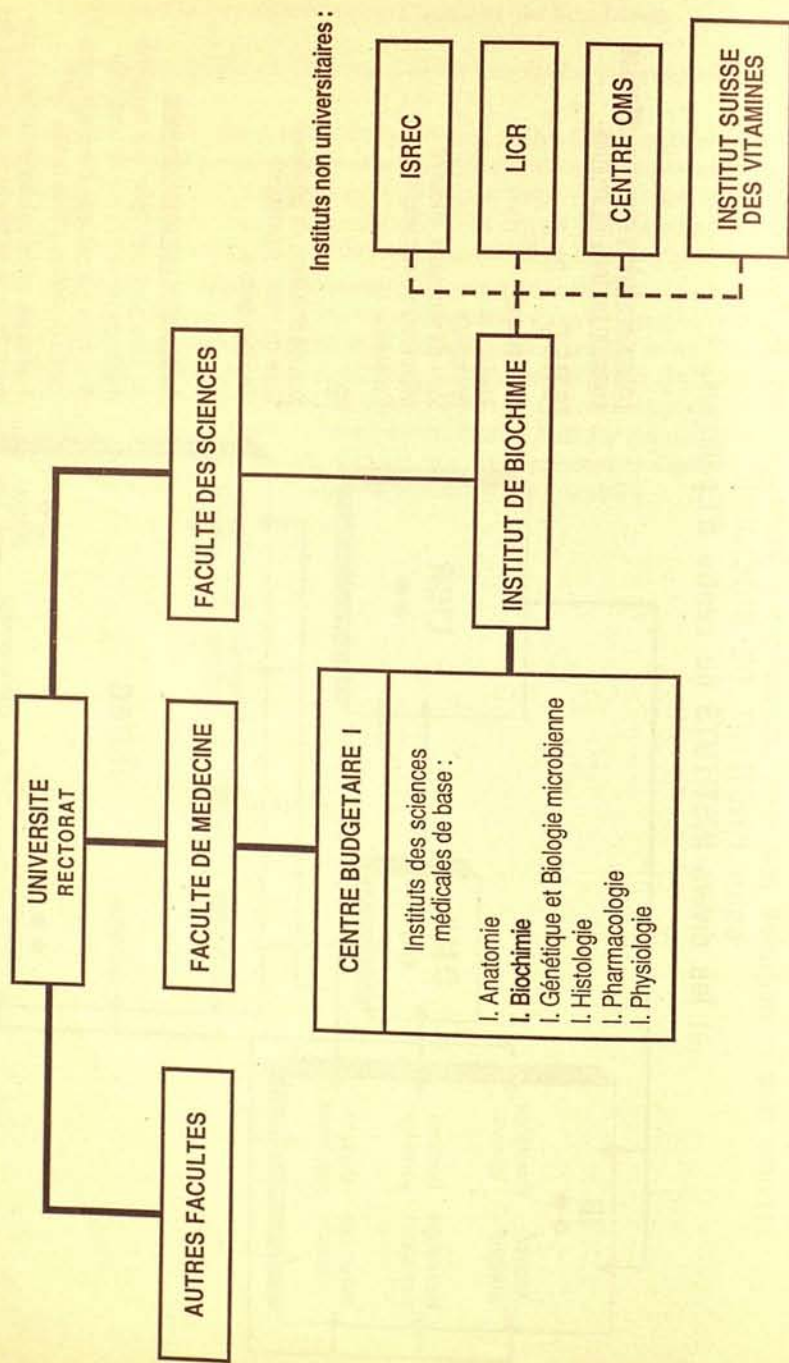 UNIVERSITE
RECTORAT
AUTRES FACULTES
FACULTE DE MEDECINE
FACULTE DES SCIENCES
CENTRE BUDGETAIRE I
Instituts des sciences
médicales de base :
I. Anatomie
I. Biochimie
I. Génétique et Biologie microbienne
I. Histologie
I. Pharmacologie
I. Physiologie
INSTITUT DE BIOCHIMIE
Instituts non universitaires :
ISREC
LICR
CENTRE OMS
INSTITUT SUISSE
DES VITAMINES